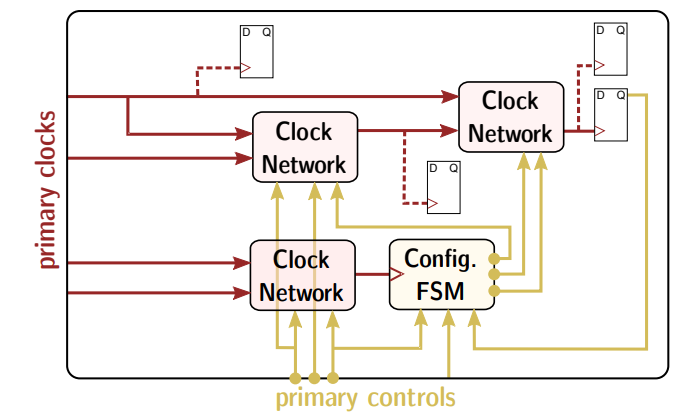 D Q
D Q
primary clocks
Clock
Network
D Q
Clock
Network
D Q
Clock
Network
Config.
FSM
primary controls